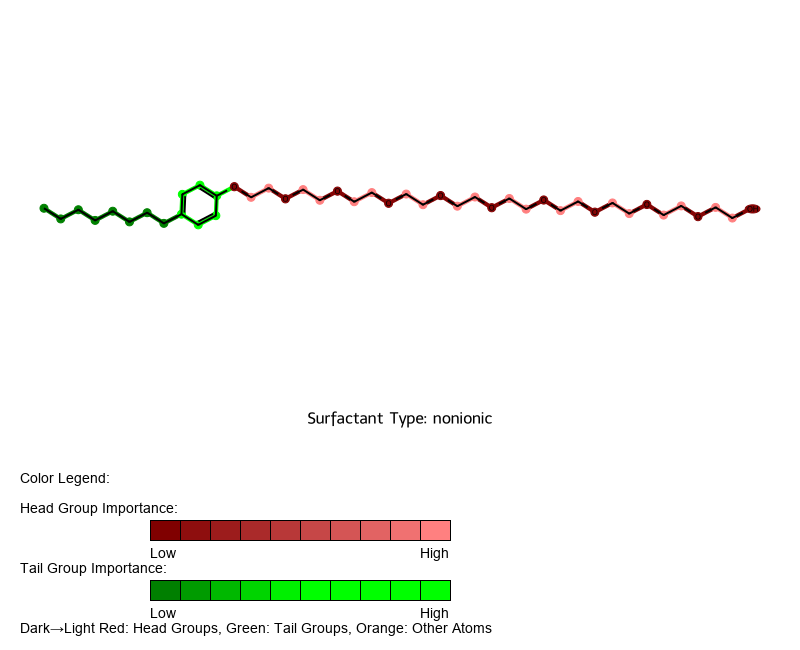 Surfactant Type: nonionic
Color Legend:
Head Group Importance:
Low High
Tail Group Importance:
Low High
Dark→Light Red: Head Groups, Green: Tail Groups, Orange: Other Atoms